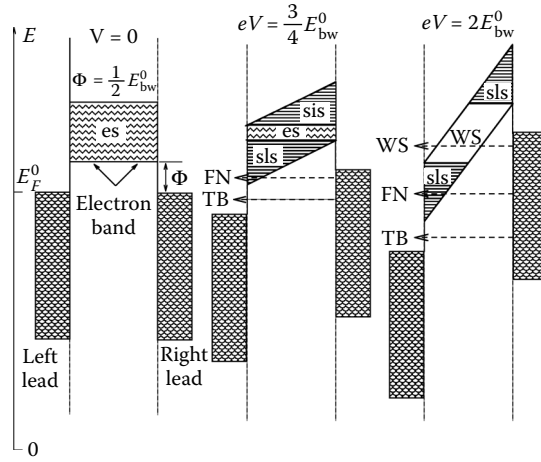 E
V = 0
eV = 3/4 E⁰bw
eV = 2E⁰bw
Φ = 1/2 E⁰bw
es
E⁰F
Electron
band
Φ
Left
lead
Right
lead
sis
es
sls
FN
TB
sls
WS
WS
sls
FN
TB
0